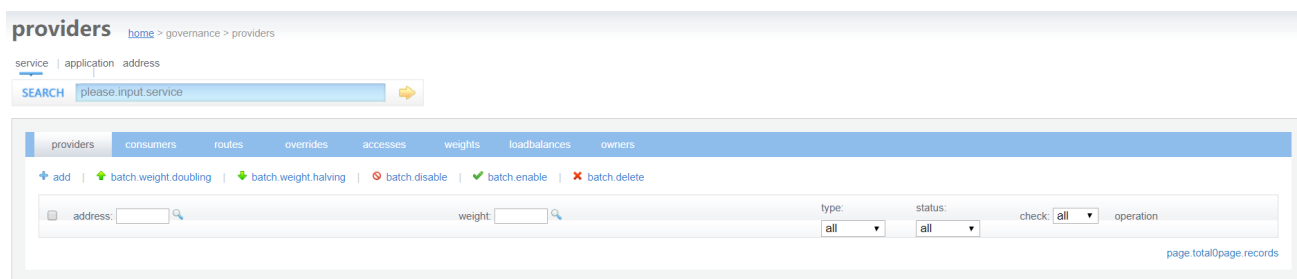 providers home > governance > providers
service | application address
SEARCH please.input.service
providers consumers routes overrides accesses weights loadbalances owners
add | batch.weight.doubling | batch.weight.halving | batch.disable | batch.enable | batch.delete
address: weight: type: all status: all check: all operation
page.total0page.records